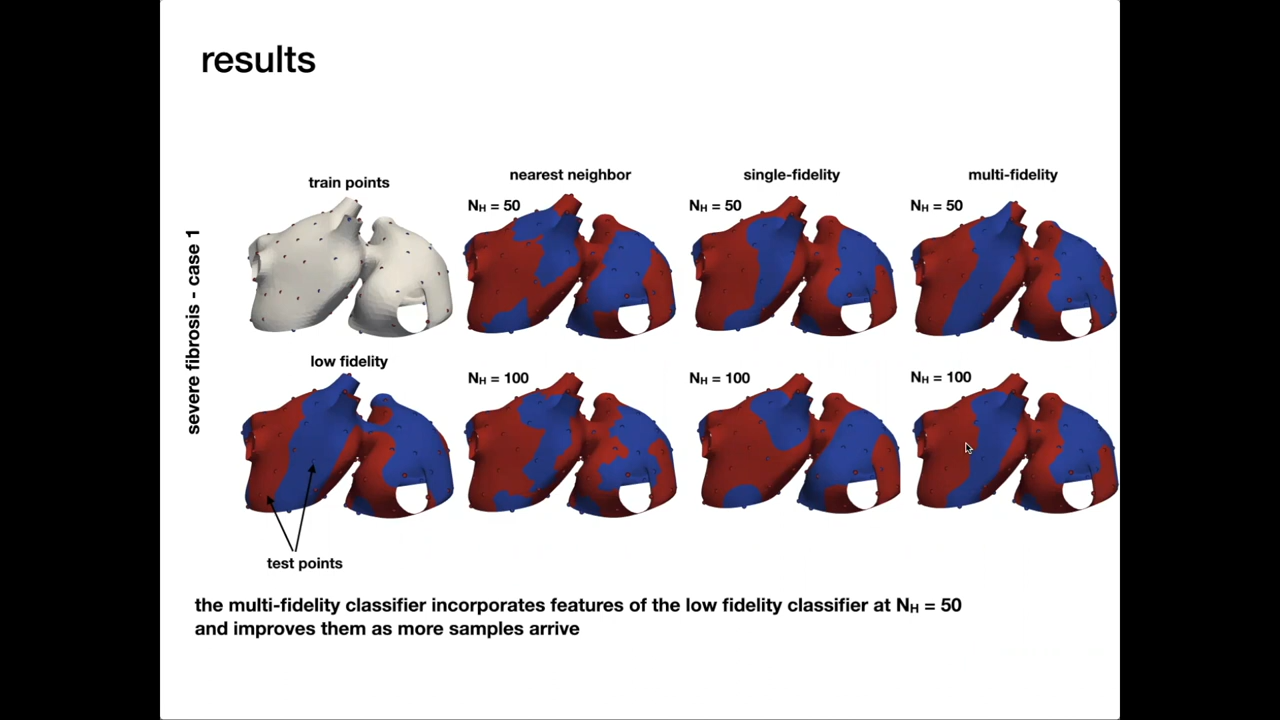 results
train points
nearest neighbor
single-fidelity
multi-fidelity
NH = 50
NH = 50
NH = 50
severe fibrosis - case 1
low fidelity
NH = 100
NH = 100
NH = 100
test points
the multi-fidelity classifier incorporates features of the low fidelity classifier at NH = 50
and improves them as more samples arrive